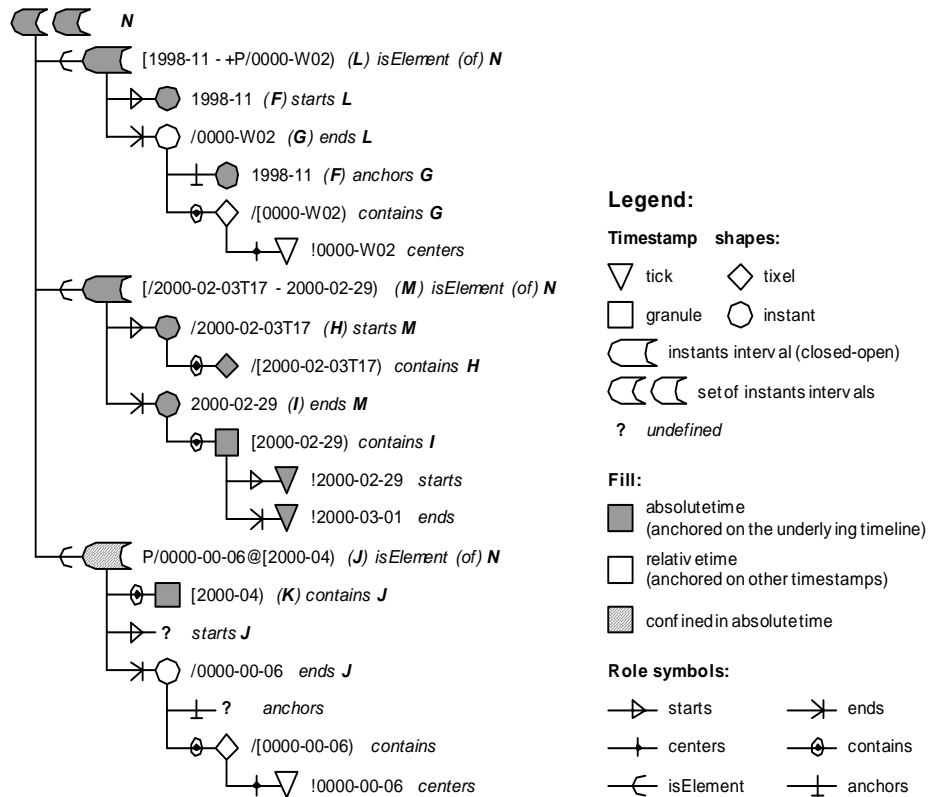 N
[1998-11 - +P/0000-W02) (L) isElement (of) N
1998-11 (F) starts L
/0000-W02 (G) ends L
1998-11 (F) anchors G
/[0000-W02) contains G
!0000-W02 centers
[/2000-02-03T17 - 2000-02-29) (M) isElement (of) N
/2000-02-03T17 (H) starts M
/[2000-02-03T17) contains H
2000-02-29 (I) ends M
[2000-02-29) contains I
!2000-02-29 starts
!2000-03-01 ends
P/0000-00-06@[2000-04) (J) isElement (of) N
[2000-04) (K) contains J
? starts J
/0000-00-06 ends J
? anchors
/[0000-00-06) contains
!0000-00-06 centers
Legend:
Timestamp shapes:
tick tixel
granule instant
instants interval (closed-open)
set of instants intervals
? undefined
Fill:
absolute time
(anchored on the underlying timeline)
relative time
(anchored on other timestamps)
confined in absolute time
Role symbols:
starts ends
centers contains
isElement anchors